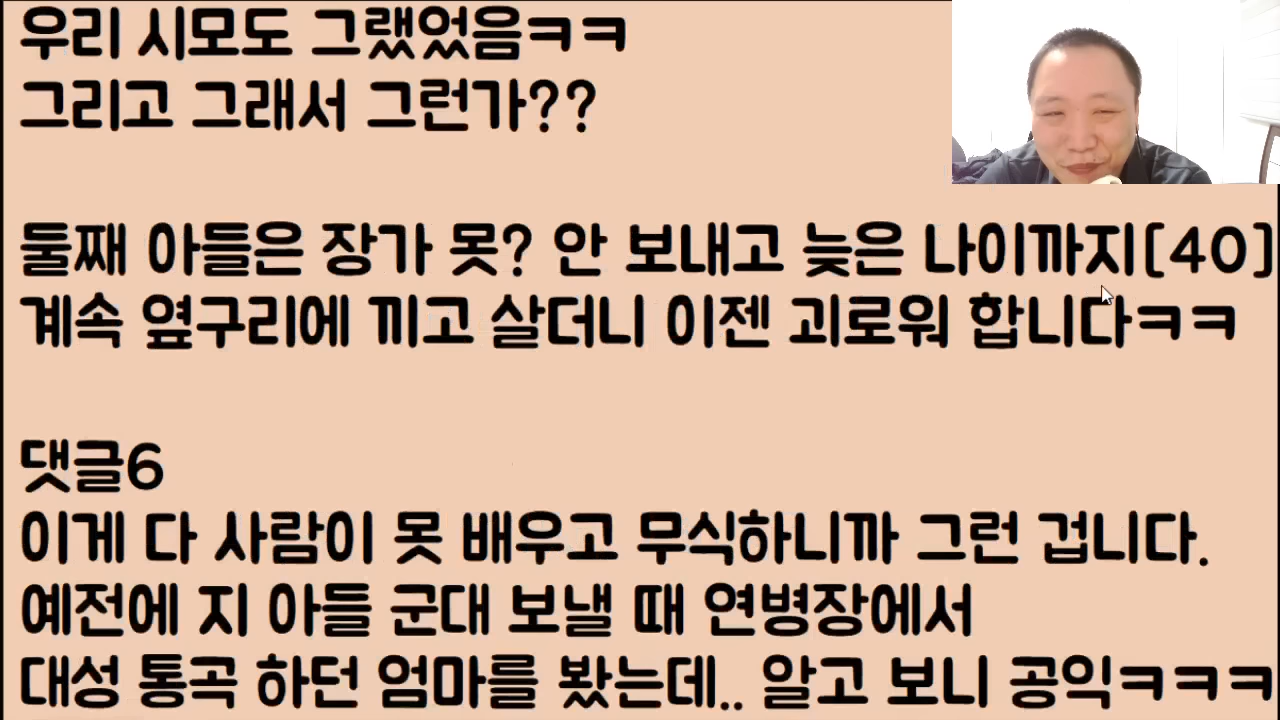 우리 시모도 그랬었음ㅋㅋ
그리고 그래서 그런가??
둘째 아들은 장가 못? 안 보내고 늦은 나이까지[40]
계속 옆구리에 끼고 살더니 이젠 괴로워 합니다ㅋㅋ
댓글6
이게 다 사람이 못 배우고 무식하니까 그런 겁니다.
예전에 지 아들 군대 보낼 때 연병장에서
대성 통곡 하던 엄마를 봤는데.. 알고 보니 공익ㅋㅋㅋ